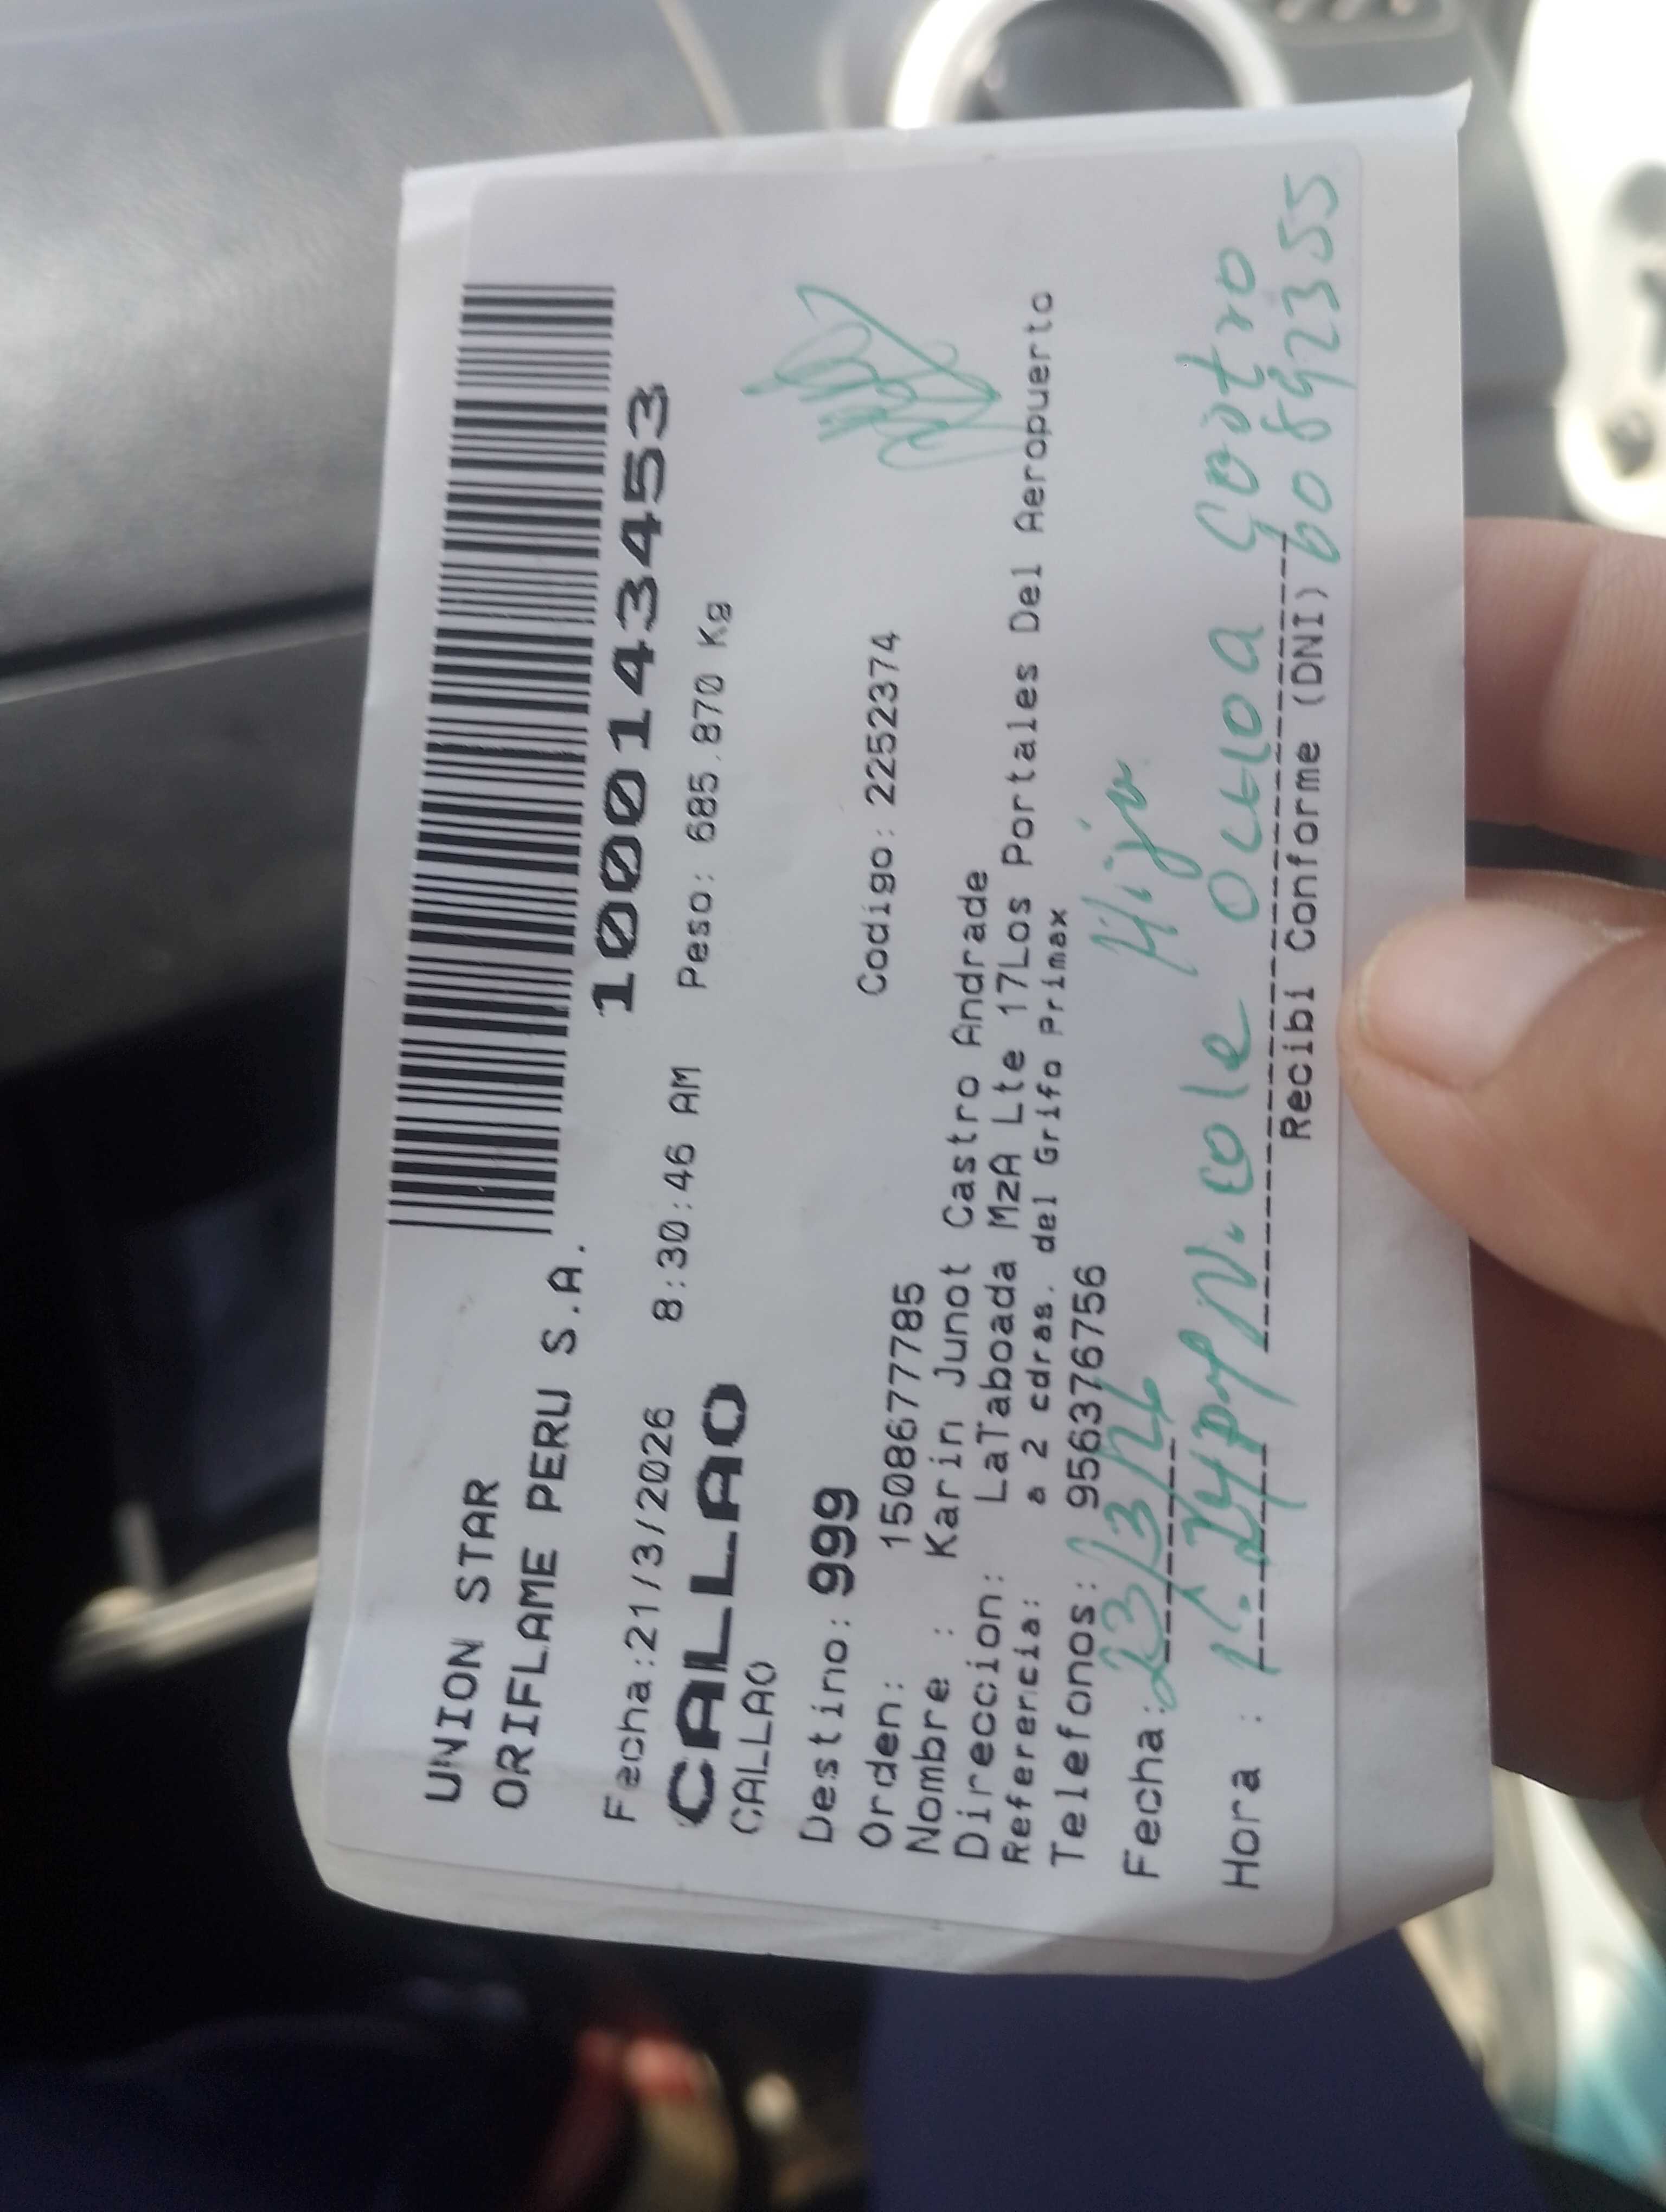 UNION STAR
ORIFLAME PERU S.A.
1000143453
Fecha:21/3/2026 8:30:46 AM Peso: 685.870 Kg
CALLAO
CALLAO
Destino: 999
Codigo: 2252374
Orden: 1508677785
Nombre : Karin Junot Castro Andrade
Direccion: LaTaboada MzA Lte 17Los Portales Del Aeropuerto
Referencia: a 2 cdras. del Grifo Primax
Telefonos: 956376756
Fecha: 23/3/26 Hija
Hora : Nicole Ochoa Castro
Recibi Conforme (DNI) 60892355